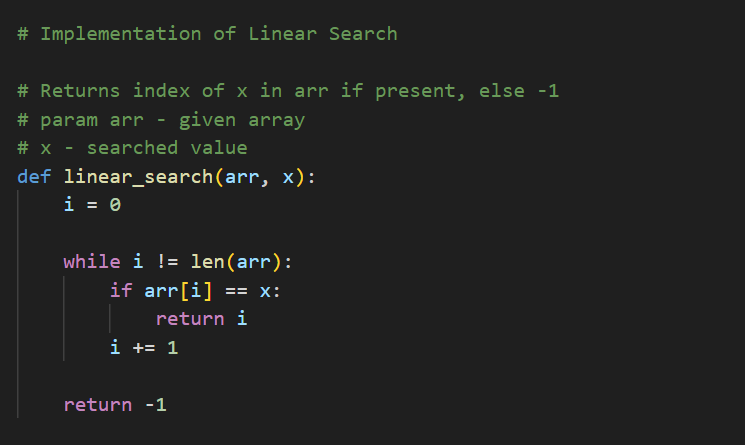 # Implementation of Linear Search
# Returns index of x in arr if present, else -1
# param arr - given array
# x - searched value
def linear_search(arr, x):
    i = 0
    while i != len(arr):
        if arr[i] == x:
            return i
        i += 1
    return -1